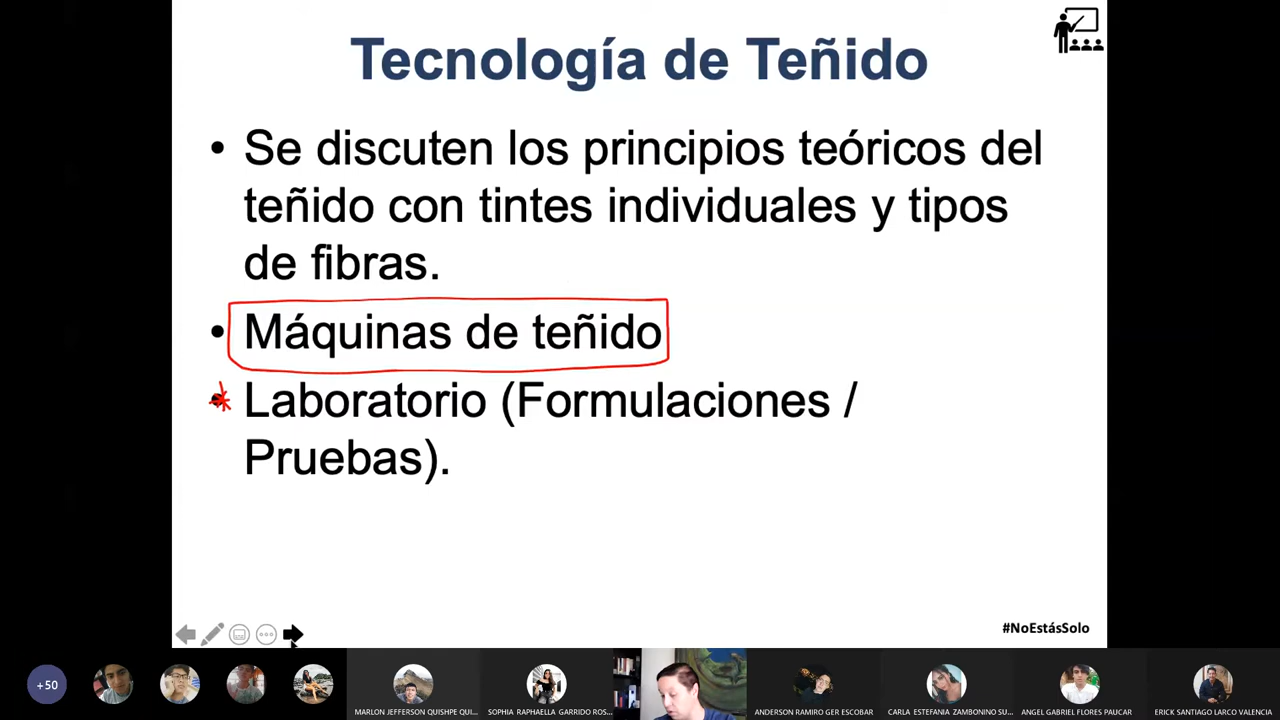 Tecnología de Teñido
• Se discuten los principios teóricos del
teñido con tintes individuales y tipos
de fibras.
• Máquinas de teñido
• Laboratorio (Formulaciones /
Pruebas).
#NoEstásSolo
+50
MARLON JEFFERSON QUISHPE QUI...
SOPHIA RAPHAELLA GARRIDO ROS...
ANDERSON RAMIRO GER ESCOBAR
CARLA ESTEFANIA ZAMBONINO SU...
ANGEL GABRIEL FLORES PAUCAR
ERICK SANTIAGO LARCO VALENCIA